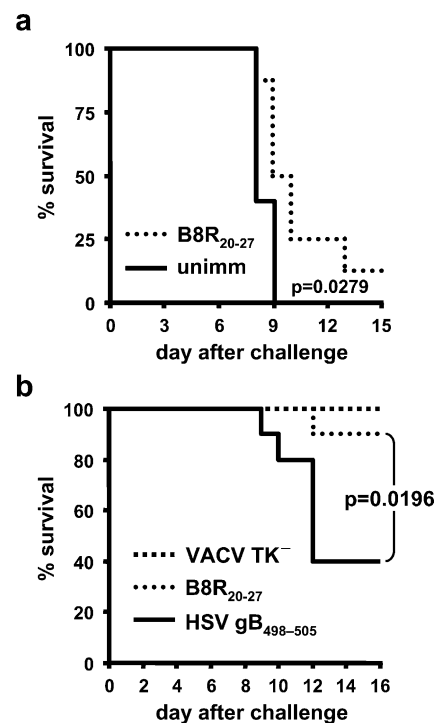 a
100
75
50
25
0
% survival
B8R20-27
unimm
p=0.0279
0 3 6 9 12 15
day after challenge
b
100
80
60
40
20
0
% survival
p=0.0196
VACV TK–
B8R20-27
HSV gB498–505
0 2 4 6 8 10 12 14 16
day after challenge